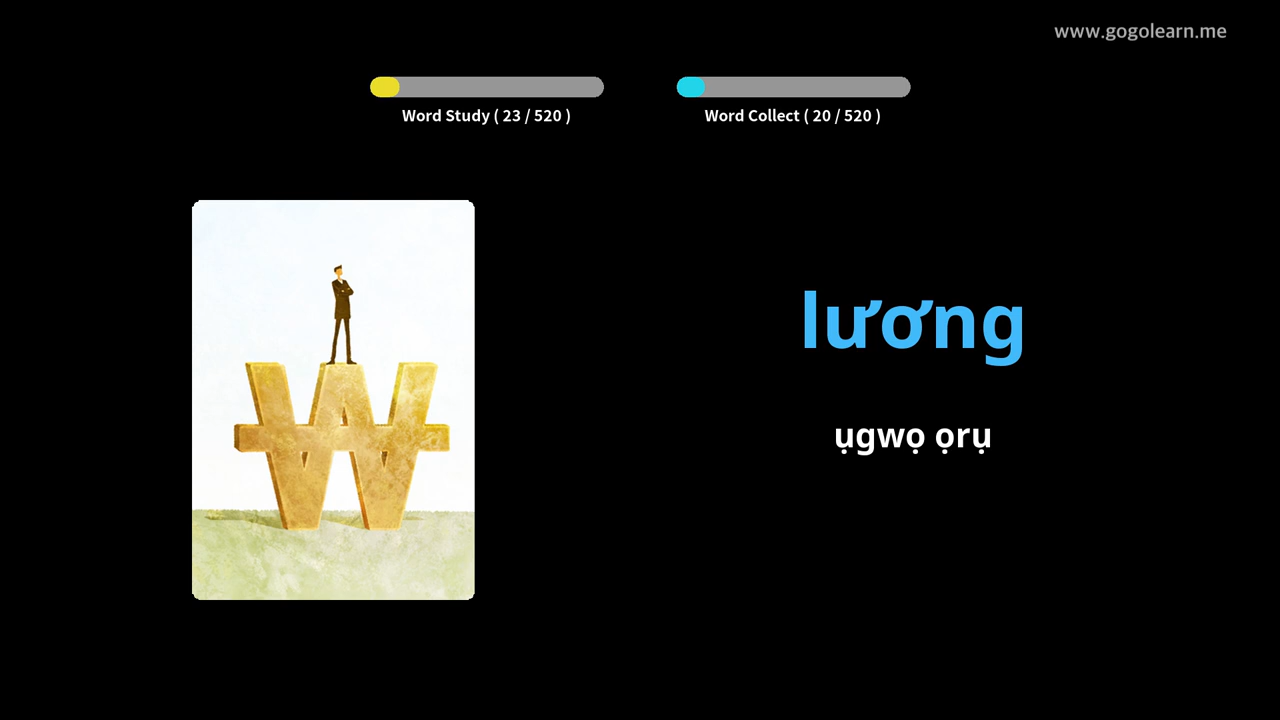 www.gogolearn.me
Word Study ( 23 / 520 )
Word Collect ( 20 / 520 )
lương
ụgwọ ọrụ